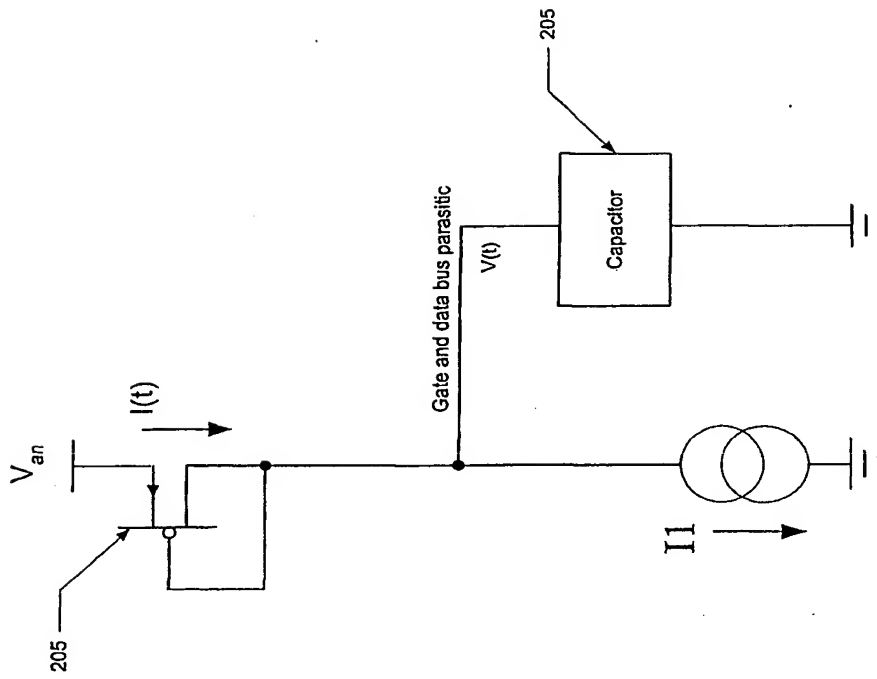 V_an
I(t)
205
Gate and data bus parasitic
V(t)
205
Capacitor
I1